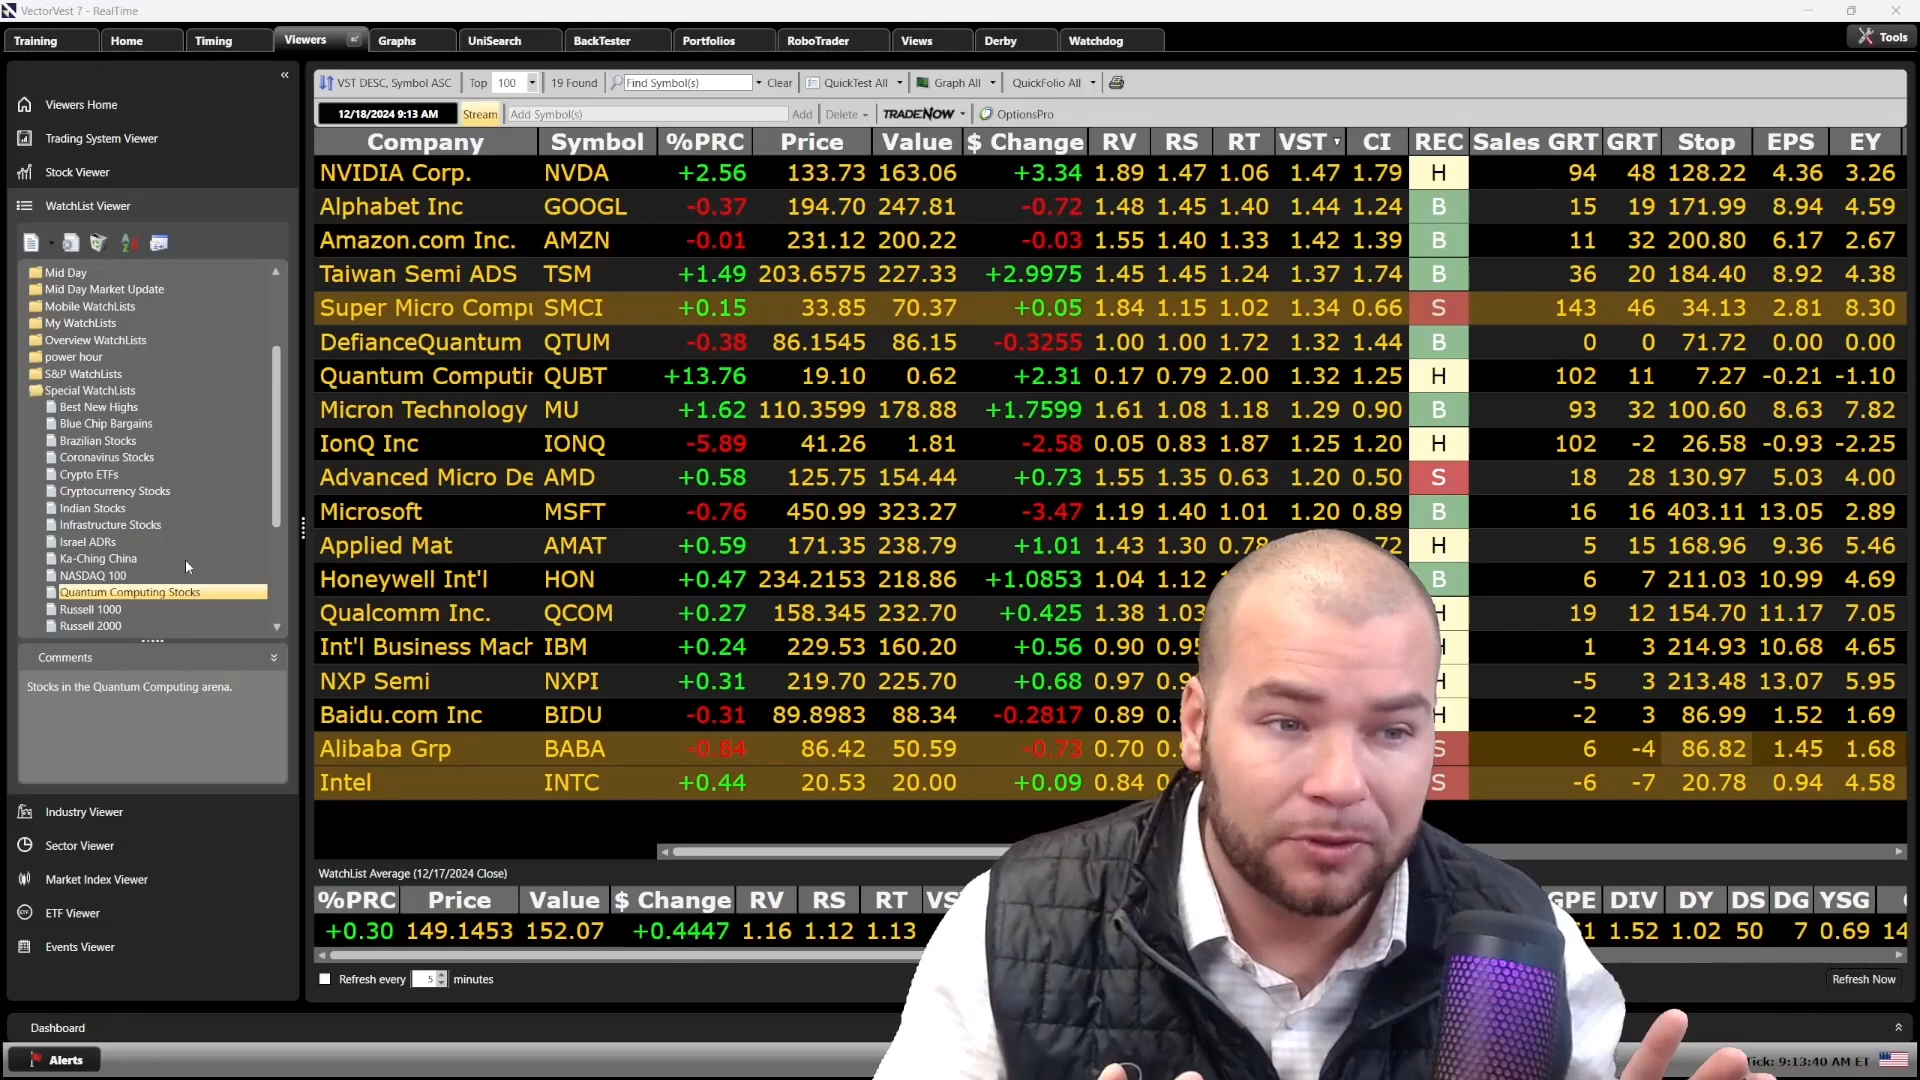 VectorVest 7 - RealTime
Training Home Timing Viewers Graphs UniSearch BackTester Portfolios RoboTrader Views Derby Watchdog Tools
Viewers Home
Trading System Viewer
Stock Viewer
WatchList Viewer
Mid Day
Mid Day Market Update
Mobile WatchLists
My WatchLists
Overview WatchLists
power hour
S&P WatchLists
Special WatchLists
Best New Highs
Blue Chip Bargains
Brazilian Stocks
Coronavirus Stocks
Crypto ETFs
Cryptocurrency Stocks
Indian Stocks
Infrastructure Stocks
Israel ADRs
Ka-Ching China
NASDAQ 100
Quantum Computing Stocks
Russell 1000
Russell 2000
Comments
Stocks in the Quantum Computing arena.
Industry Viewer
Sector Viewer
Market Index Viewer
ETF Viewer
Events Viewer
VST DESC, Symbol ASC Top 100 19 Found Find Symbol(s) Clear QuickTest All Graph All QuickFolio All
12/18/2024 9:13 AM Stream Add Symbol(s) Add Delete TRADENOW OptionsPro
Company Symbol %PRC Price Value $ Change RV RS RT VST CI REC Sales GRT GRT Stop EPS EY
NVIDIA Corp. NVDA +2.56 133.73 163.06 +3.34 1.89 1.47 1.06 1.47 1.79 H 94 48 128.22 4.36 3.26
Alphabet Inc GOOGL -0.37 194.70 247.81 -0.72 1.48 1.45 1.40 1.44 1.24 B 15 19 171.99 8.94 4.59
Amazon.com Inc. AMZN -0.01 231.12 200.22 -0.03 1.55 1.40 1.33 1.42 1.39 B 11 32 200.80 6.17 2.67
Taiwan Semi ADS TSM +1.49 203.6575 227.33 +2.9975 1.45 1.45 1.24 1.37 1.74 B 36 20 184.40 8.92 4.38
Super Micro Compu SMCI +0.15 33.85 70.37 +0.05 1.84 1.15 1.02 1.34 0.66 S 143 46 34.13 2.81 8.30
DefianceQuantum QTUM -0.38 86.1545 86.15 -0.3255 1.00 1.00 1.72 1.32 1.44 B 0 0 71.72 0.00 0.00
Quantum Computin QUBT +13.76 19.10 0.62 +2.31 0.17 0.79 2.00 1.32 1.25 H 102 11 7.27 -0.21 -1.10
Micron Technology MU +1.62 110.3599 178.88 +1.7599 1.61 1.08 1.18 1.29 0.90 B 93 32 100.60 8.63 7.82
IonQ Inc IONQ -5.89 41.26 1.81 -2.58 0.05 0.83 1.87 1.25 1.20 H 102 -2 26.58 -0.93 -2.25
Advanced Micro De AMD +0.58 125.75 154.44 +0.73 1.55 1.35 0.63 1.20 0.50 S 18 28 130.97 5.03 4.00
Microsoft MSFT -0.76 450.99 323.27 -3.47 1.19 1.40 1.01 1.20 0.89 B 16 16 403.11 13.05 2.89
Applied Mat AMAT +0.59 171.35 238.79 +1.01 1.43 1.30 0.78 72 H 5 15 168.96 9.36 5.46
Honeywell Int'l HON +0.47 234.2153 218.86 +1.0853 1.04 1.12 B 6 7 211.03 10.99 4.69
Qualcomm Inc. QCOM +0.27 158.345 232.70 +0.425 1.38 1.03 H 19 12 154.70 11.17 7.05
Int'l Business Mach IBM +0.24 229.53 160.20 +0.56 0.90 0.95 H 1 3 214.93 10.68 4.65
NXP Semi NXPI +0.31 219.70 225.70 +0.68 0.97 H -5 3 213.48 13.07 5.95
Baidu.com Inc BIDU -0.31 89.8983 88.34 -0.2817 0.89 H -2 3 86.99 1.52 1.69
Alibaba Grp BABA -0.84 86.42 50.59 -0.73 0.70 S 6 -4 86.82 1.45 1.68
Intel INTC +0.44 20.53 20.00 +0.09 0.84 S -6 -7 20.78 0.94 4.58
WatchList Average (12/17/2024 Close)
%PRC Price Value $ Change RV RS RT VS GPE DIV DY DS DG YSG
+0.30 149.1453 152.07 +0.4447 1.16 1.12 1.13 1.52 1.02 50 7 0.69 14
Refresh every 5 minutes Refresh Now
Dashboard
Alerts Tick: 9:13:40 AM ET